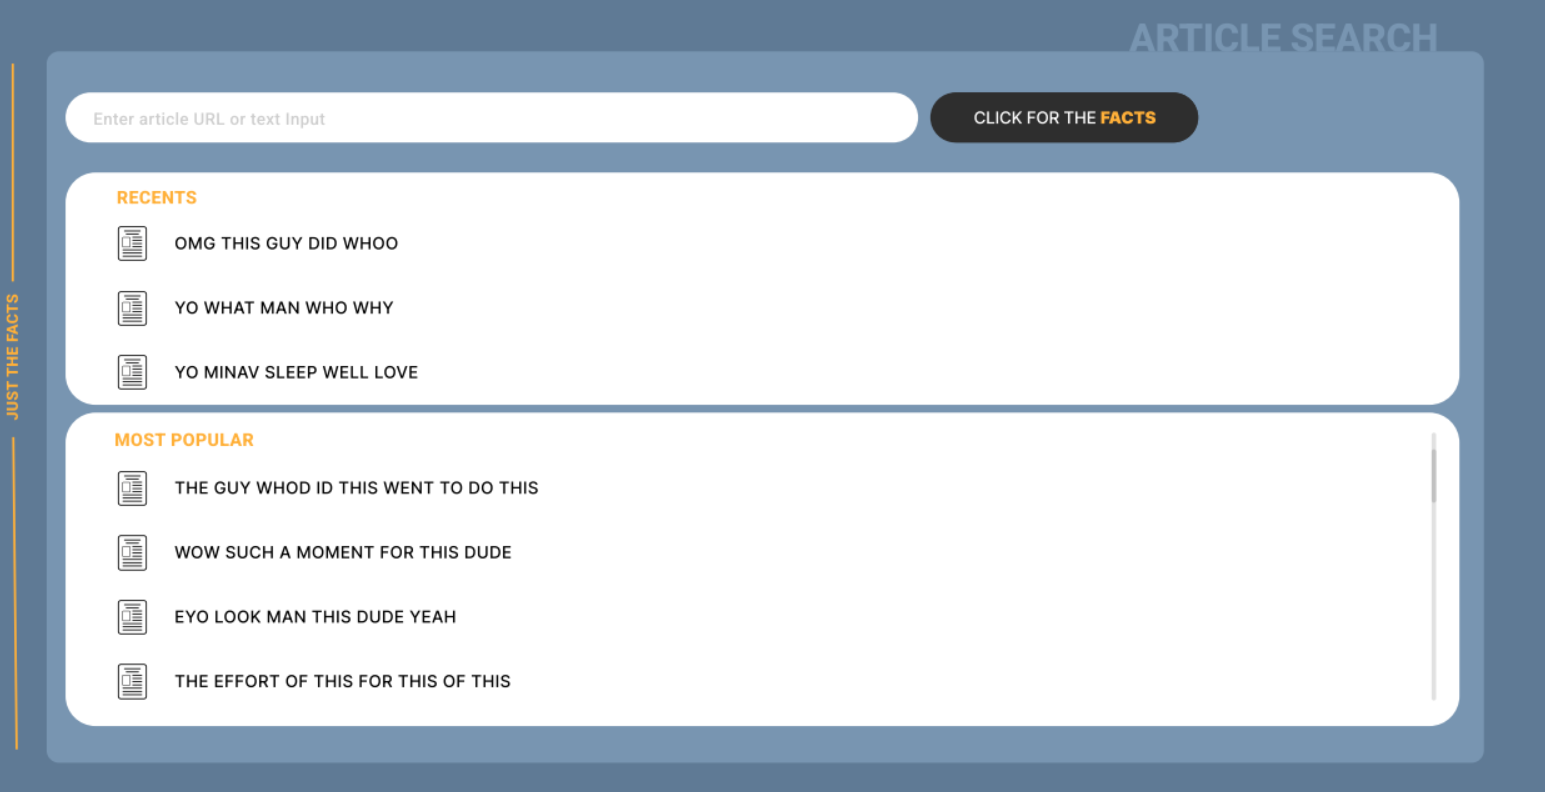 ARTICLE SEARCH
Enter article URL or text Input
CLICK FOR THE FACTS
RECENTS
OMG THIS GUY DID WHOO
YO WHAT MAN WHO WHY
YO MINAV SLEEP WELL LOVE
JUST THE FACTS
MOST POPULAR
THE GUY WHOD ID THIS WENT TO DO THIS
WOW SUCH A MOMENT FOR THIS DUDE
EYO LOOK MAN THIS DUDE YEAH
THE EFFORT OF THIS FOR THIS OF THIS